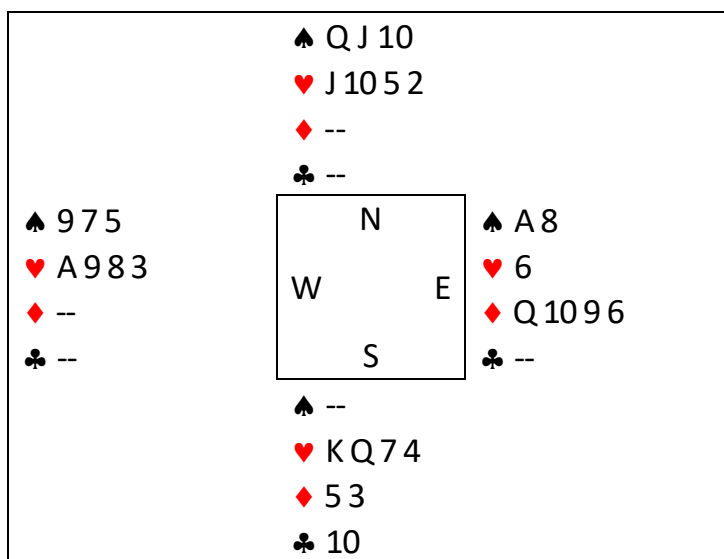 ♠ Q J 10
♥ J 10 5 2
♦ --
♣ --
♠ 9 7 5
♥ A 9 8 3
♦ --
♣ --
N
W E
S
♠ A 8
♥ 6
♦ Q 10 9 6
♣ --
♠ --
♥ K Q 7 4
♦ 5 3
♣ 10